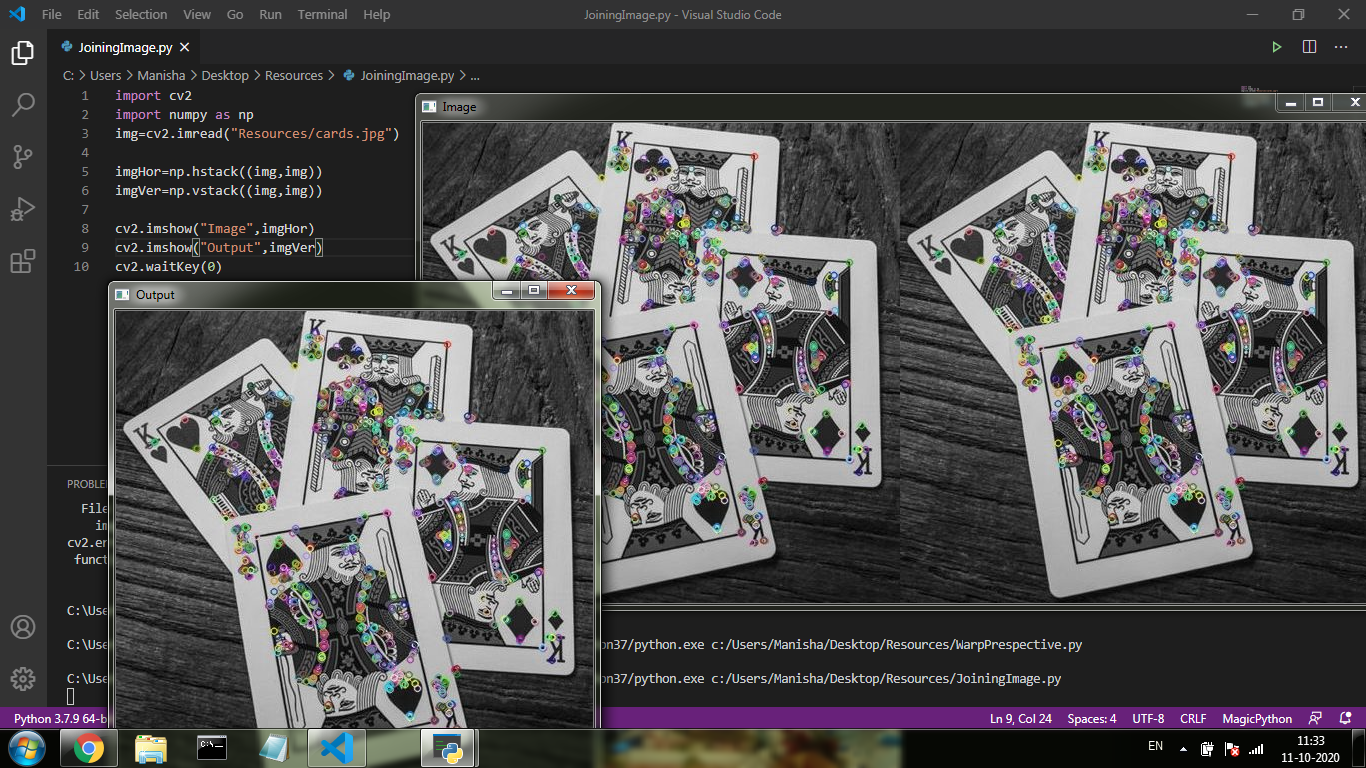 File Edit Selection View Go Run Terminal Help
JoiningImage.py - Visual Studio Code
JoiningImage.py
C: > Users > Manisha > Desktop > Resources > JoiningImage.py > ...
1 import cv2
2 import numpy as np
3 img=cv2.imread("Resources/cards.jpg")
4
5 imgHor=np.hstack((img,img))
6 imgVer=np.vstack((img,img))
7
8 cv2.imshow("Image",imgHor)
9 cv2.imshow("Output",imgVer)
10 cv2.waitKey(0)
Image
K K
K K
K K
Output
K
K
K
PROBLE
File
im
cv2.er
funct
C:\Use
C:\Use on37/python.exe c:/Users/Manisha/Desktop/Resources/WarpPrespective.py
C:\Use on37/python.exe c:/Users/Manisha/Desktop/Resources/JoiningImage.py
Python 3.7.9 64-b
Ln 9, Col 24 Spaces: 4 UTF-8 CRLF MagicPython
EN
11:33
11-10-2020